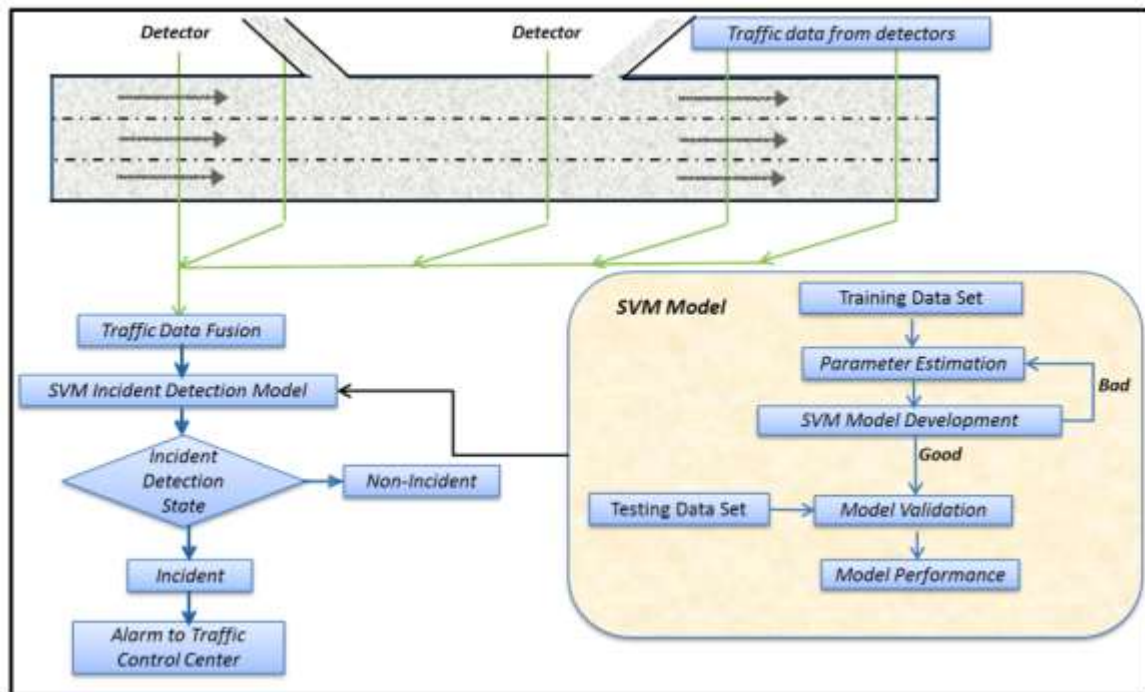 Detector
Detector
Traffic data from detectors
Traffic Data Fusion
SVM Incident Detection Model
Incident
Detection
State
Non-Incident
Incident
Alarm to Traffic
Control Center
SVM Model
Training Data Set
Parameter Estimation
Bad
SVM Model Development
Good
Testing Data Set
Model Validation
Model Performance